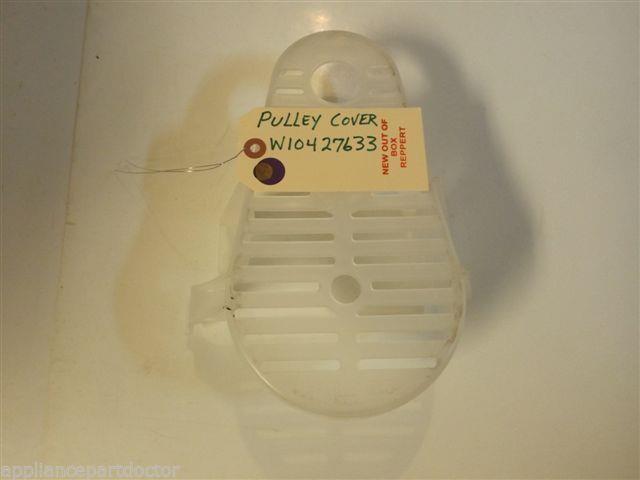 PULLEY COVER
W10427633
NEW OUT OF
BOX
REPPERT
appliancepartdoctor